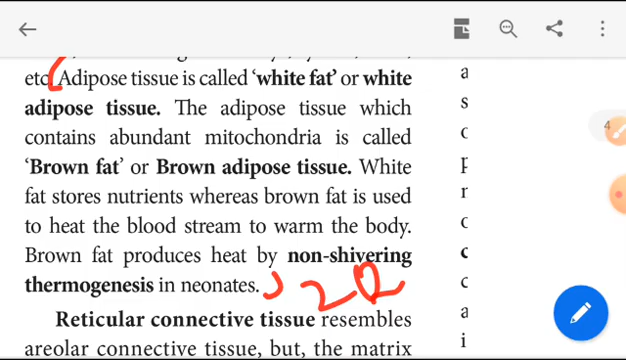 etc. Adipose tissue is called 'white fat' or white
adipose tissue. The adipose tissue which
contains abundant mitochondria is called
'Brown fat' or Brown adipose tissue. White
fat stores nutrients whereas brown fat is used
to heat the blood stream to warm the body.
Brown fat produces heat by non-shivering
thermogenesis in neonates.
Reticular connective tissue resembles
areolar connective tissue, but, the matrix
4